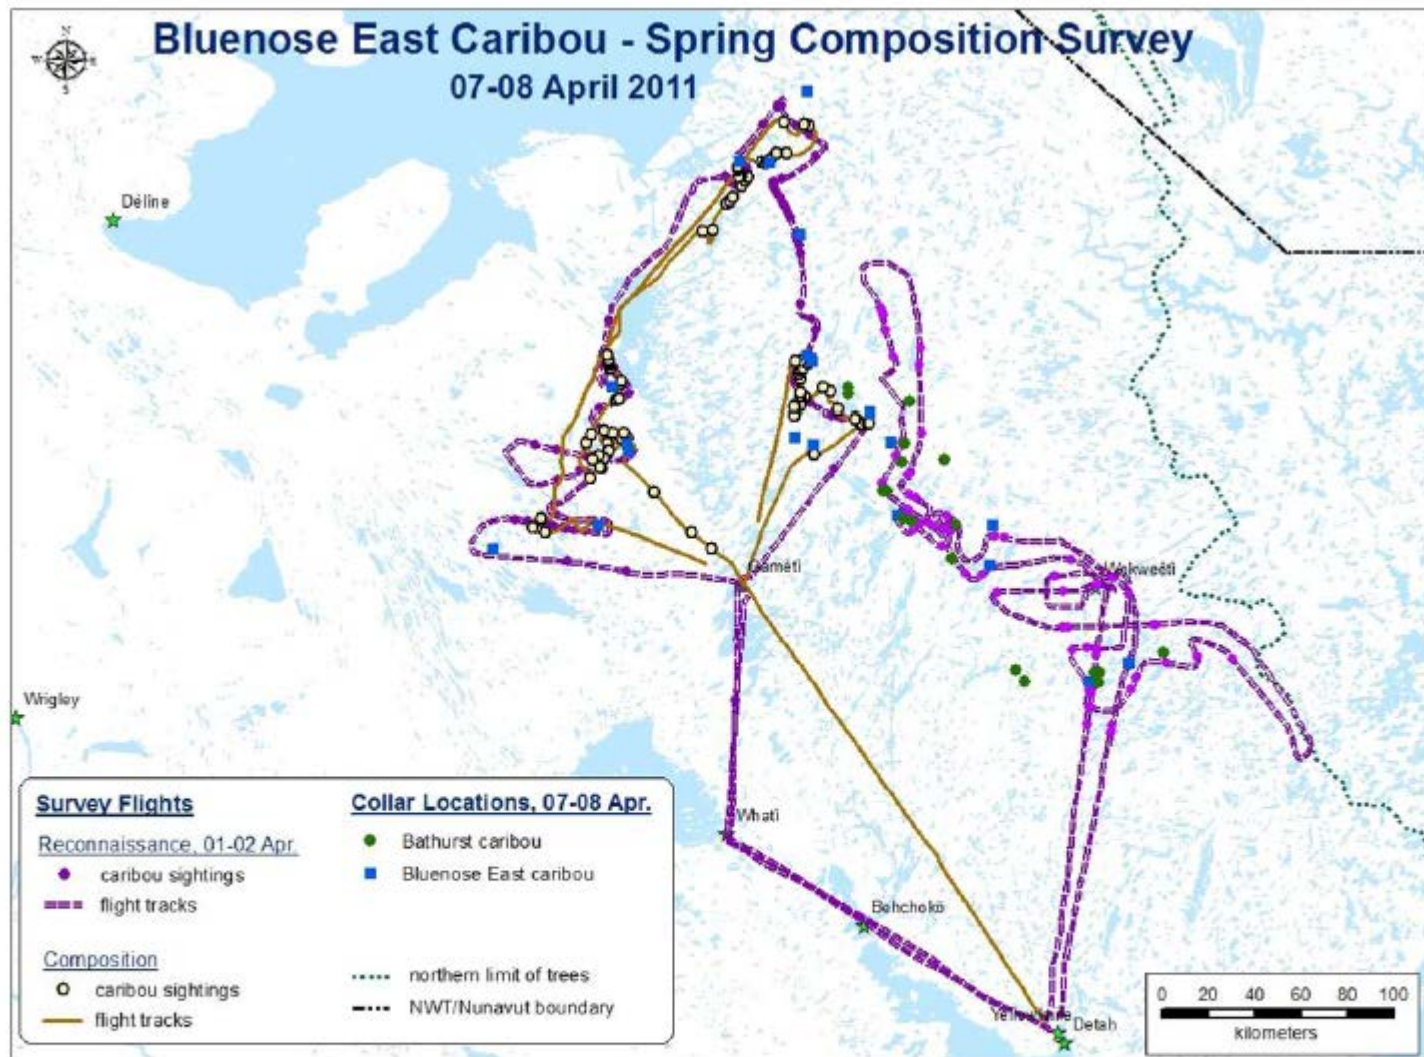 Bluenose East Caribou - Spring Composition Survey
07-08 April 2011
N
W
E
S
Déline
Gamètì
Wekweètì
Wrigley
Whatì
Behchokö
Yellowknife
Detah
Survey Flights
Reconnaissance, 01-02 Apr.
caribou sightings
flight tracks
Composition
caribou sightings
flight tracks
Collar Locations, 07-08 Apr.
Bathurst caribou
Bluenose East caribou
northern limit of trees
NWT/Nunavut boundary
0 20 40 60 80 100
kilometers